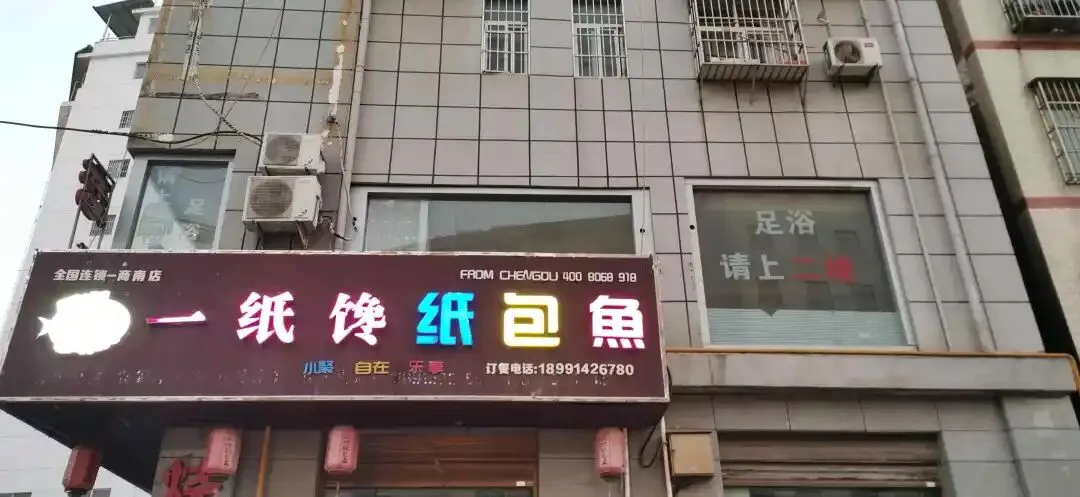 全国连锁-商南店
FROM CHENGDU 400 8068 918
一纸馋纸包魚
小聚 自在 乐享
订餐电话:18991426780
足浴
请上二楼
足